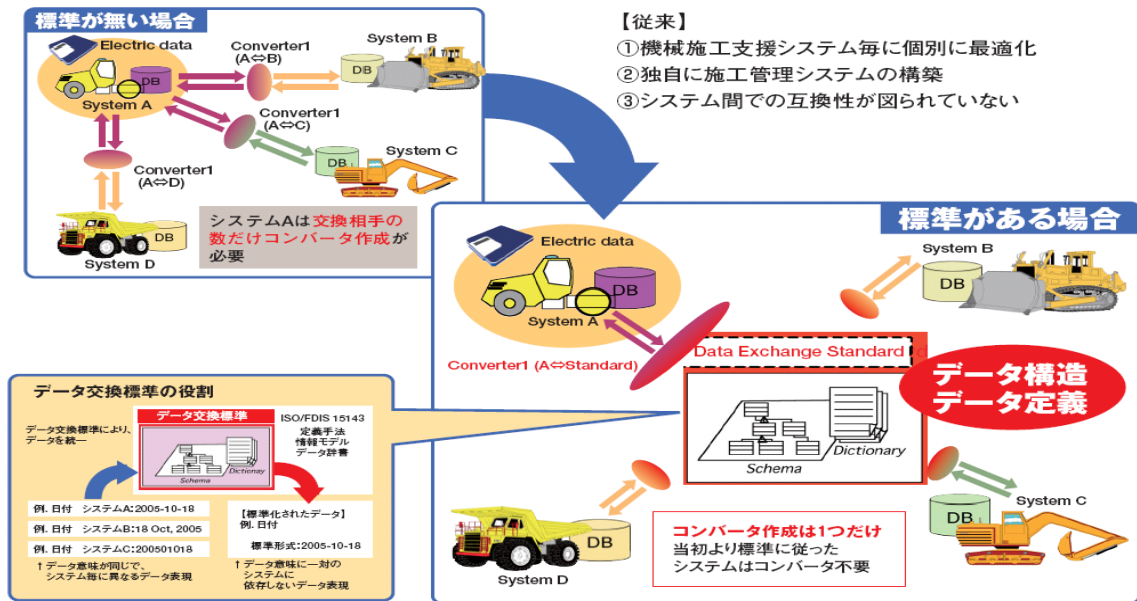 標準が無い場合
Electric data
DB
System A
Converter1
(A⇔B)
System B
DB
Converter1
(A⇔C)
System C
DB
Converter1
(A⇔D)
DB
System D
システムAは交換相手の
数だけコンバータ作成が
必要
【従来】
①機械施工支援システム毎に個別に最適化
②独自に施工管理システムの構築
③システム間での互換性が図られていない
標準がある場合
Electric data
DB
System A
System B
DB
Converter1 (A⇔Standard)
Data Exchange Standard
データ構造
データ定義
Schema
Dictionary
DB
System D
System C
DB
コンバータ作成は1つだけ
当初より標準に従った
システムはコンバータ不要
データ交換標準の役割
データ交換標準により、
データを統一
データ交換標準
Schema
Dictionay
ISO/FDIS 15143
定義手法
情報モデル
データ辞書
例. 日付 システムA:2005-10-18
例. 日付 システムB:18 Oct, 2005
例. 日付 システムC:200501018
↑データ意味が同じで、
システム毎に異なるデータ表現
【標準化されたデータ】
例. 日付
標準形式:2005-10-18
↑データ意味に一対の
システムに
依存しないデータ表現